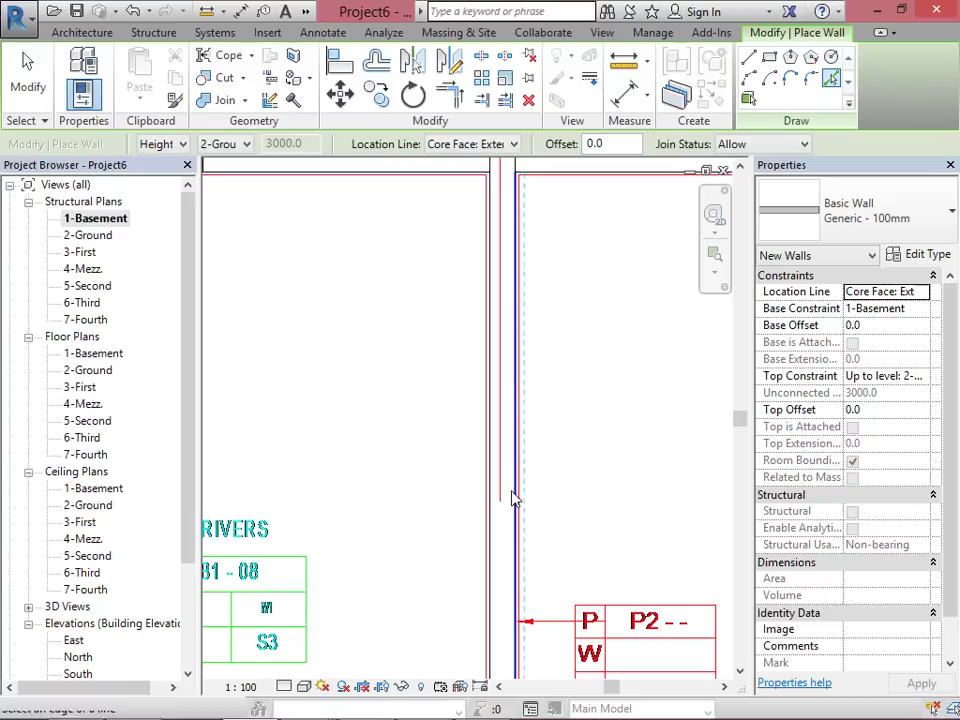 Project6 - ...
Type a keyword or phrase
Sign In
Architecture
Structure
Systems
Insert
Annotate
Analyze
Massing & Site
Collaborate
View
Manage
Add-Ins
Modify | Place Wall
Modify
Paste
Cope
Cut
Join
Select
Properties
Clipboard
Geometry
Modify
View
Measure
Create
Draw
Modify | Place Wall
Height
2-Grou
3000.0
Location Line:
Core Face: Exter
Offset:
0.0
Join Status:
Allow
Project Browser - Project6
Views (all)
Structural Plans
1-Basement
2-Ground
3-First
4-Mezz.
5-Second
6-Third
7-Fourth
Floor Plans
1-Basement
2-Ground
3-First
4-Mezz.
5-Second
6-Third
7-Fourth
Ceiling Plans
1-Basement
2-Ground
3-First
4-Mezz.
5-Second
6-Third
7-Fourth
3D Views
Elevations (Building Elevatio
East
North
South
2D
RIVERS
81 - 08
M
S3
P
P2 - -
W
Properties
Basic Wall
Generic - 100mm
New Walls
Edit Type
Constraints
Location Line
Core Face: Ext
Base Constraint
1-Basement
Base Offset
0.0
Base is Attach...
Base Extensio...
0.0
Top Constraint
Up to level: 2-...
Unconnected ...
3000.0
Top Offset
0.0
Top is Attached
Top Extension...
0.0
Room Boundi...
Related to Mass
Structural
Structural
Enable Analyti...
Structural Usa...
Non-bearing
Dimensions
Area
Volume
Identity Data
Image
Comments
Mark
Properties help
Apply
1 : 100
:0
Main Model